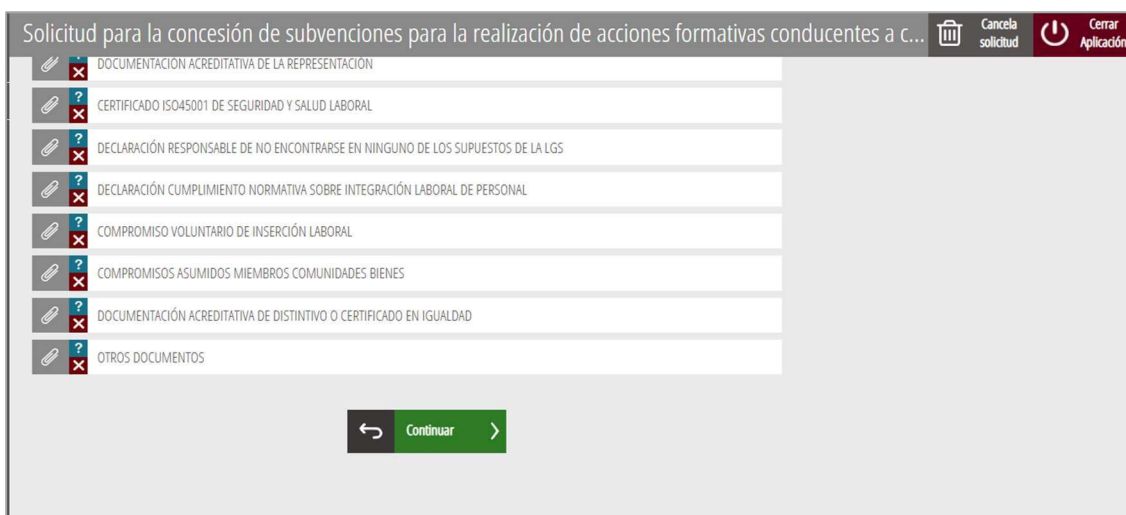 Solicitud para la concesión de subvenciones para la realización de acciones formativas conducentes a c...
Cancela
solicitud
Cerrar
Aplicación
DOCUMENTACIÓN ACREDITATIVA DE LA REPRESENTACIÓN
?
CERTIFICADO ISO45001 DE SEGURIDAD Y SALUD LABORAL
?
DECLARACIÓN RESPONSABLE DE NO ENCONTRARSE EN NINGUNO DE LOS SUPUESTOS DE LA LGS
?
DECLARACIÓN CUMPLIMIENTO NORMATIVA SOBRE INTEGRACIÓN LABORAL DE PERSONAL
?
COMPROMISO VOLUNTARIO DE INSERCIÓN LABORAL
?
COMPROMISOS ASUMIDOS MIEMBROS COMUNIDADES BIENES
?
DOCUMENTACIÓN ACREDITATIVA DE DISTINTIVO O CERTIFICADO EN IGUALDAD
?
OTROS DOCUMENTOS
Continuar